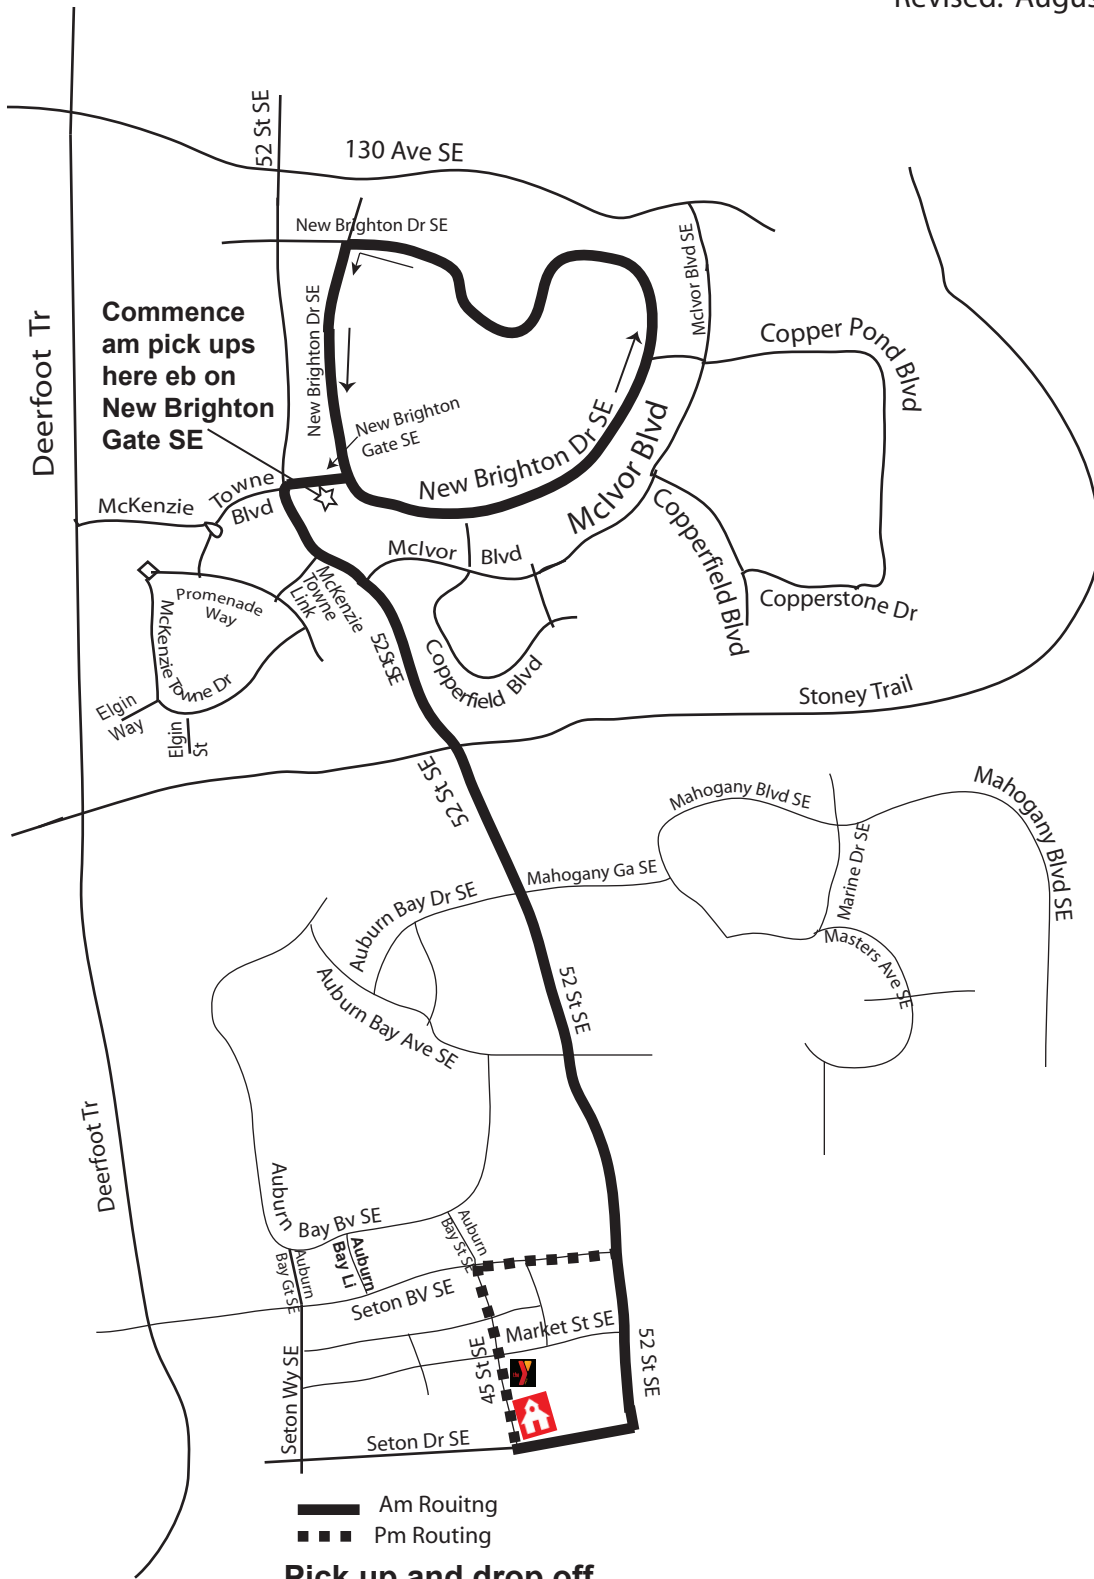 Revised: Augus
52 St SE
130 Ave SE
New Brighton Dr SE
McIvor Blvd SE
Deerfoot Tr
Commence
am pick ups
here eb on
New Brighton
Gate SE
New Brighton Dr SE
Copper Pond Blvd
New Brighton
Gate SE
New Brighton Dr SE
McIvor Blvd
McKenzie
Towne
Blvd
McIvor
Blvd
Copperfield Blvd
Copperstone Dr
McKenzie
Towne
Link
Promenade
Way
McKenzie Towne Dr
52 St SE
Copperfield Blvd
Elgin
Way
Elgin
St
Stoney Trail
52 St SE
Mahogany Blvd SE
Mahogany Blvd SE
Marine Dr SE
Mahogany Ga SE
Auburn Bay Dr SE
Masters Ave SE
Auburn Bay Ave SE
52 St SE
Deerfoot Tr
Auburn
Bay Bv SE
Auburn
Bay St SE
Auburn
Bay Gt SE
Auburn
Bay Li
Seton BV SE
Market St SE
45 St SE
52 St SE
Seton Wy SE
Seton Dr SE
Am Rouitng
Pm Routing
Pick up and drop off